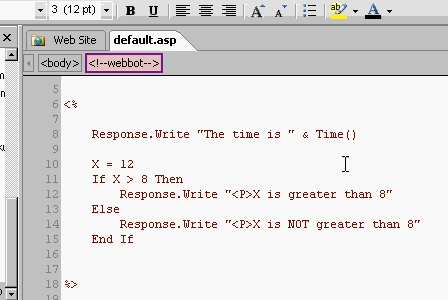 3 (12 pt)
B U
Web Site default.asp
<body> <!--webbot-->
5
6 <%
7
8 Response.Write "The time is " & Time()
9
10 X = 12
11 If X > 8 Then
12 Response.Write "<P>X is greater than 8"
13 Else
14 Response.Write "<P>X is NOT greater than 8"
15 End If
16
17
18 %>
19